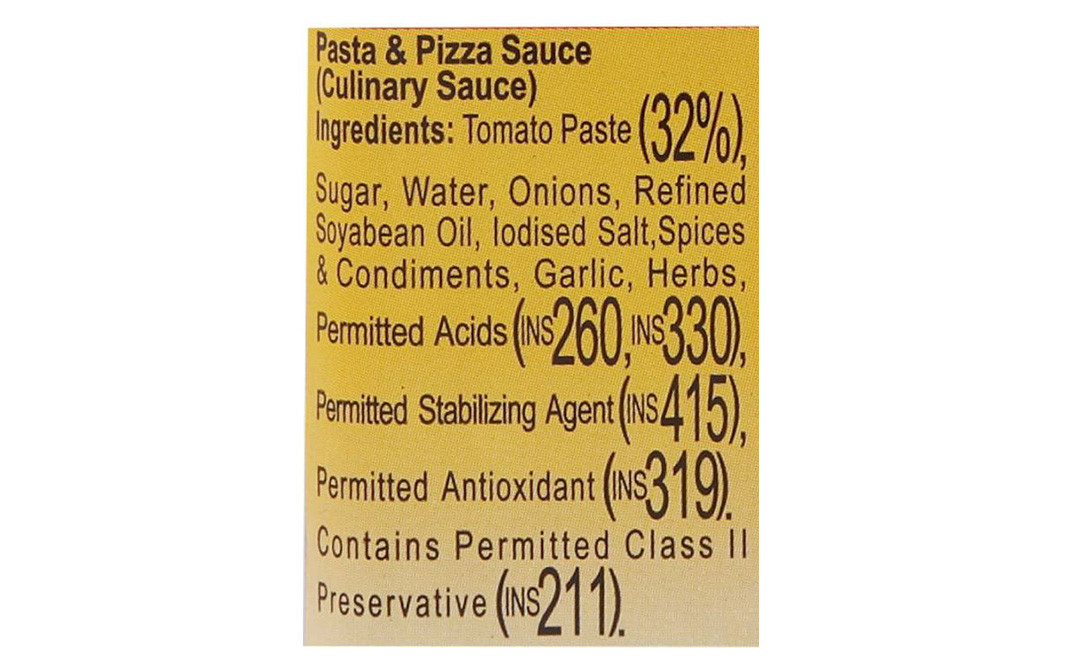 Pasta & Pizza Sauce
(Culinary Sauce)
Ingredients: Tomato Paste (32%),
Sugar, Water, Onions, Refined
Soyabean Oil, Iodised Salt,Spices
& Condiments, Garlic, Herbs,
Permitted Acids (INS260,INS330),
Permitted Stabilizing Agent (INS415),
Permitted Antioxidant (INS319).
Contains Permitted Class II
Preservative (INS211).